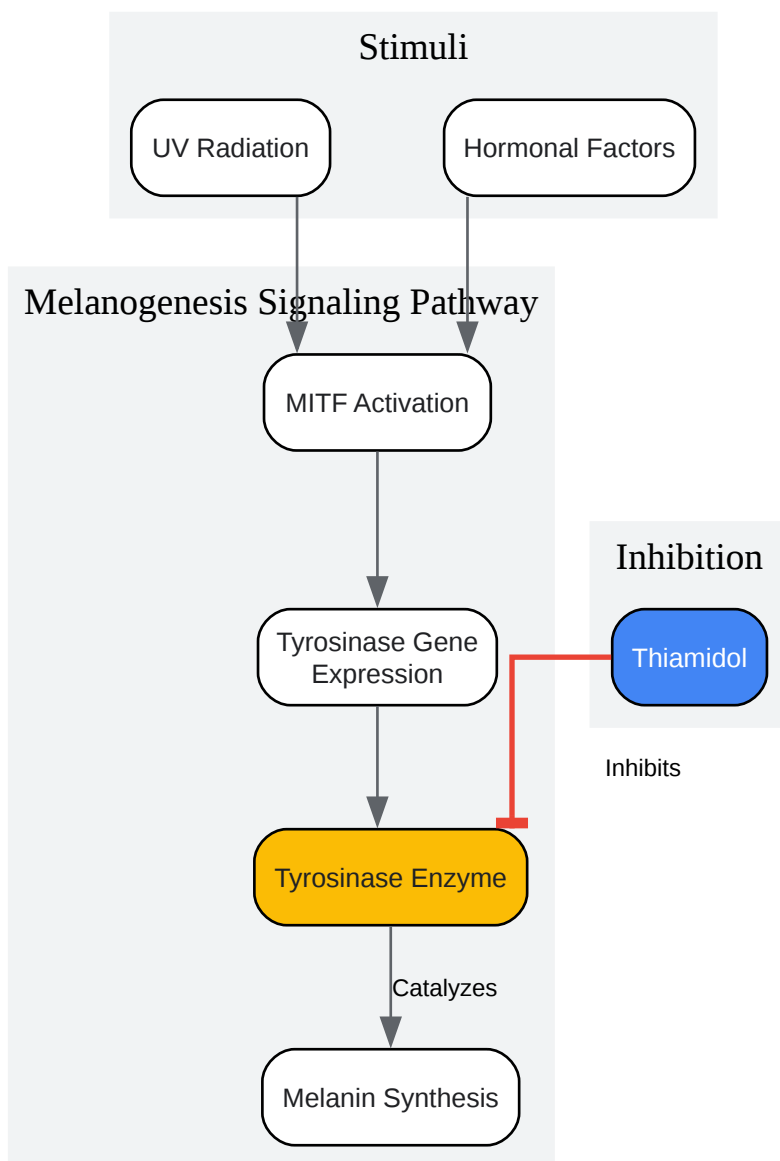 Stimuli
UV Radiation
Hormonal Factors
Melanogenesis Signaling Pathway
MITF Activation
Inhibition
Tyrosinase Gene
Expression
Thiamidol
Inhibits
Tyrosinase Enzyme
Catalyzes
Melanin Synthesis